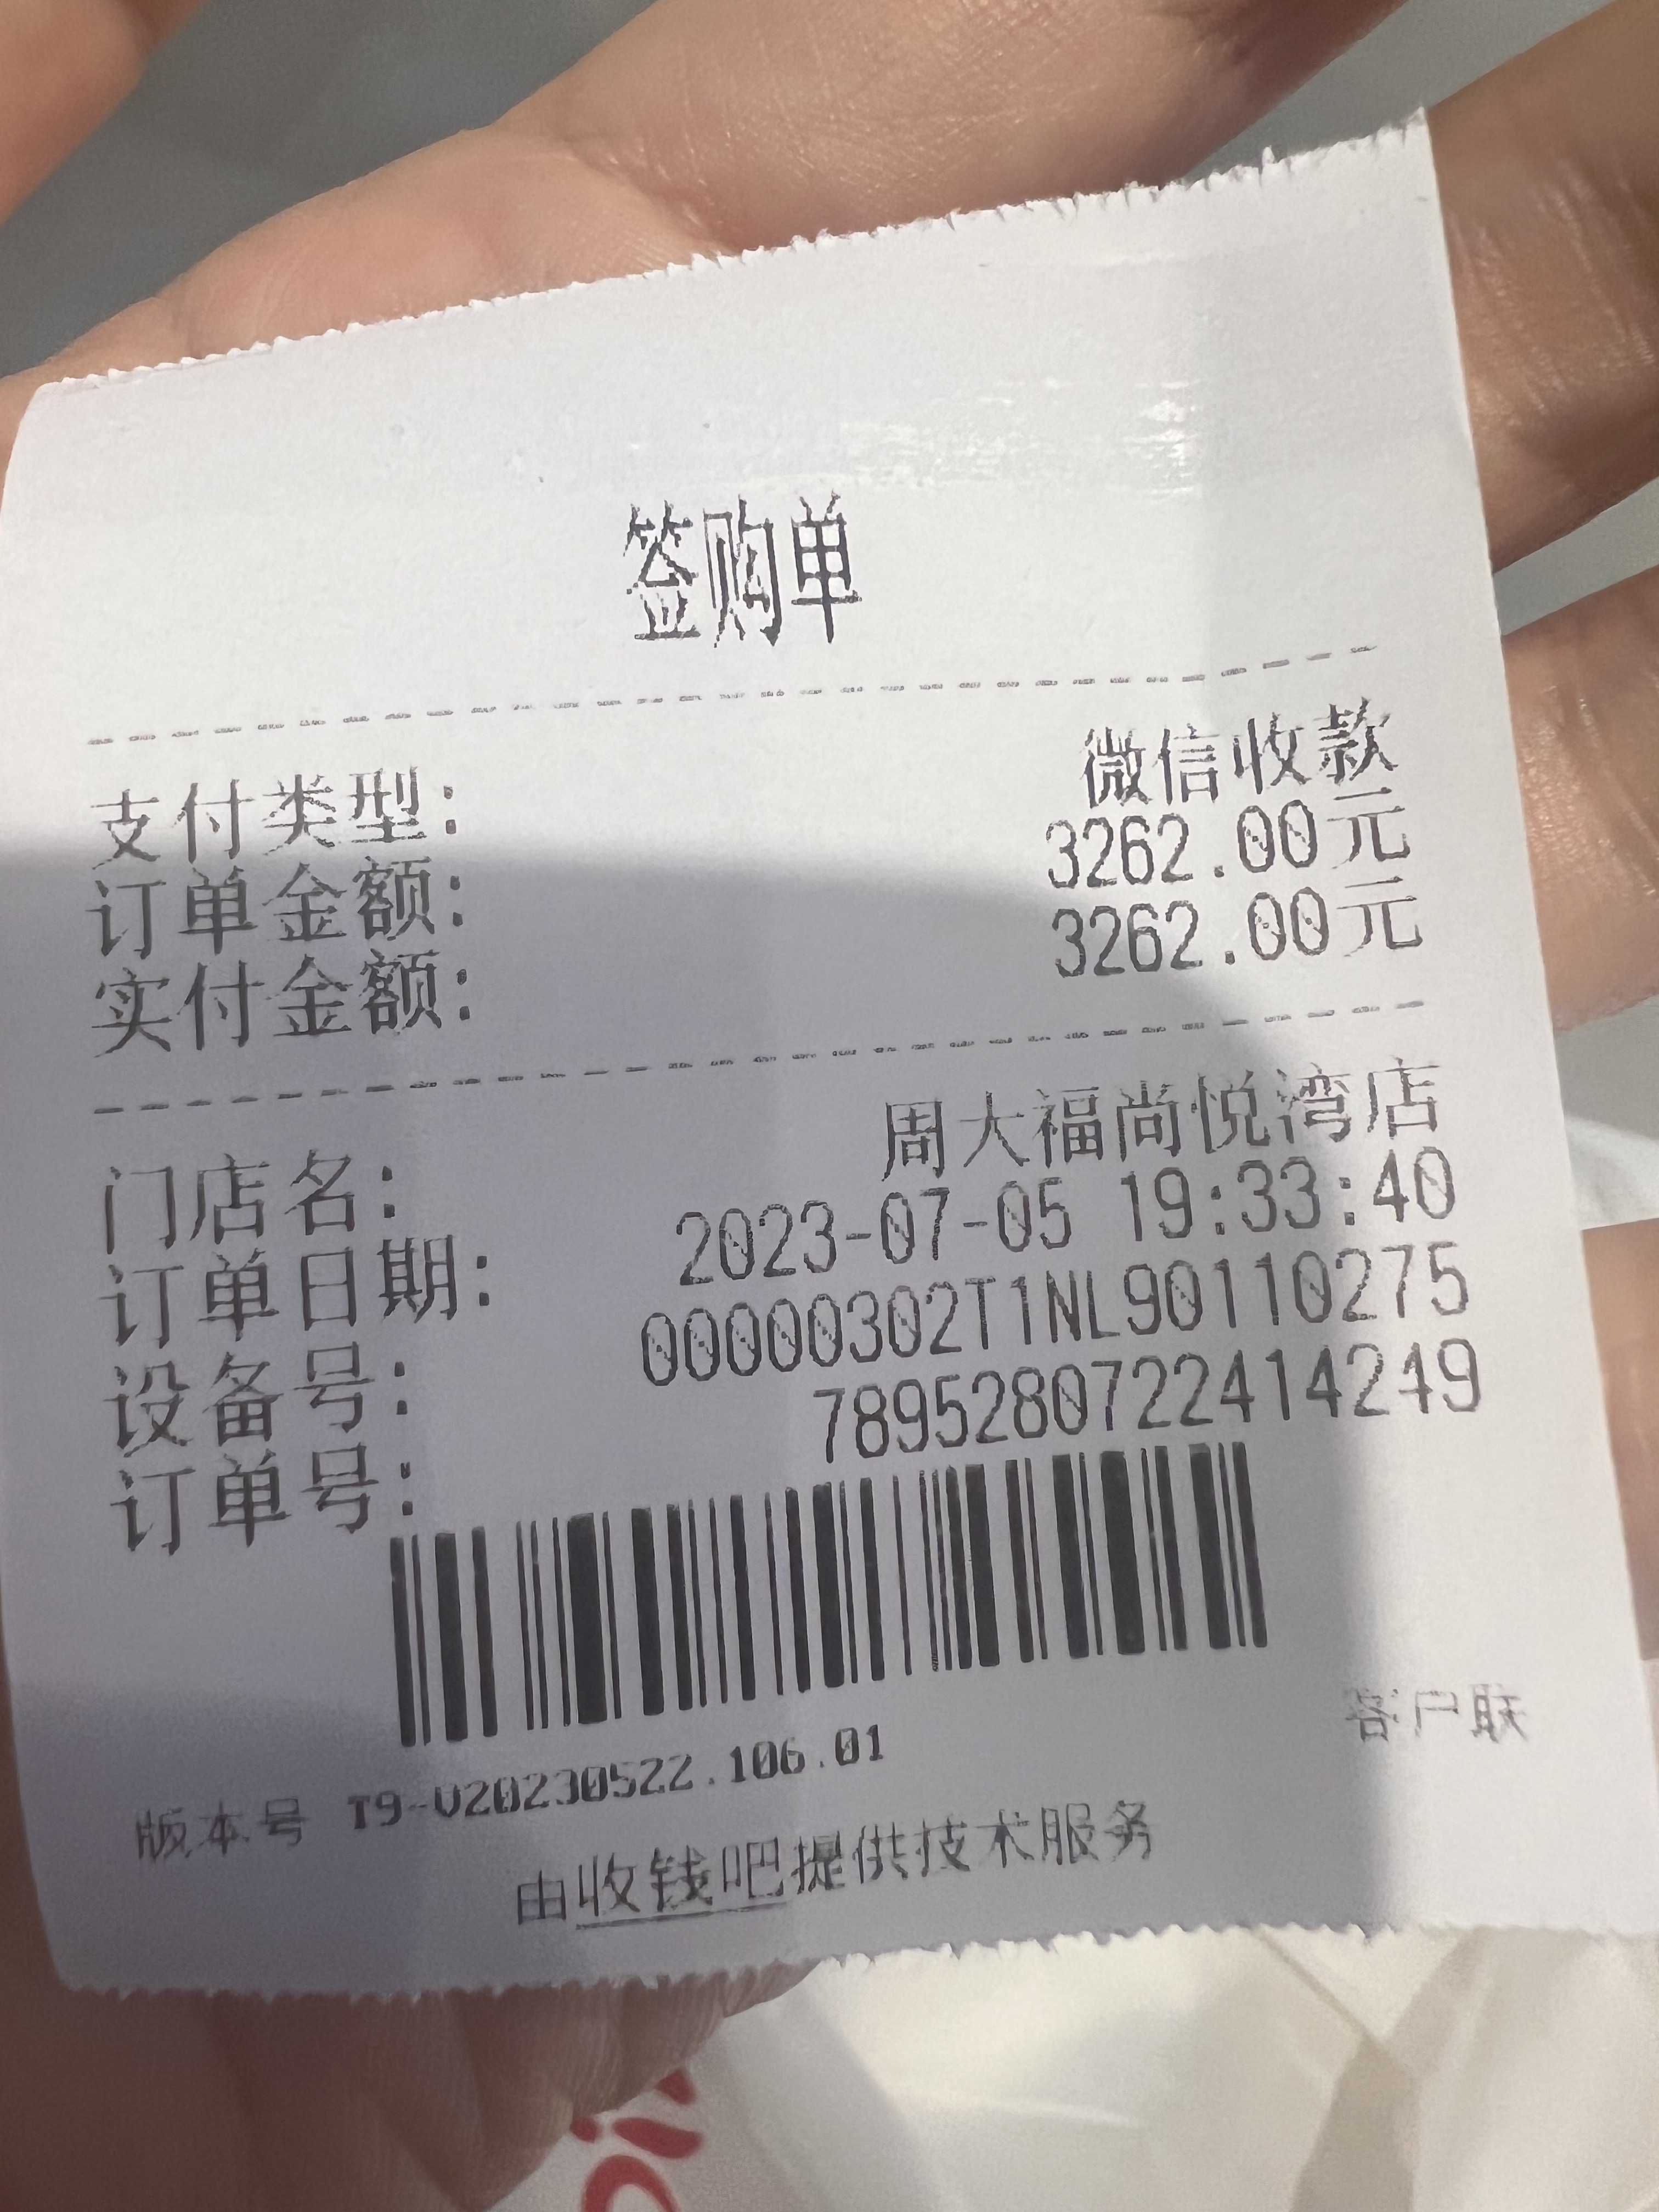 签购单
支付类型: 微信收款
订单金额: 3262.00元
实付金额: 3262.00元
门店名: 周大福尚悦湾店
订单日期: 2023-07-05 19:33:40
设备号: 00000302T1NL90110275
订单号: 7895280722414249
客户联
版本号 T9-V20230522.106.01
由收钱吧提供技术服务